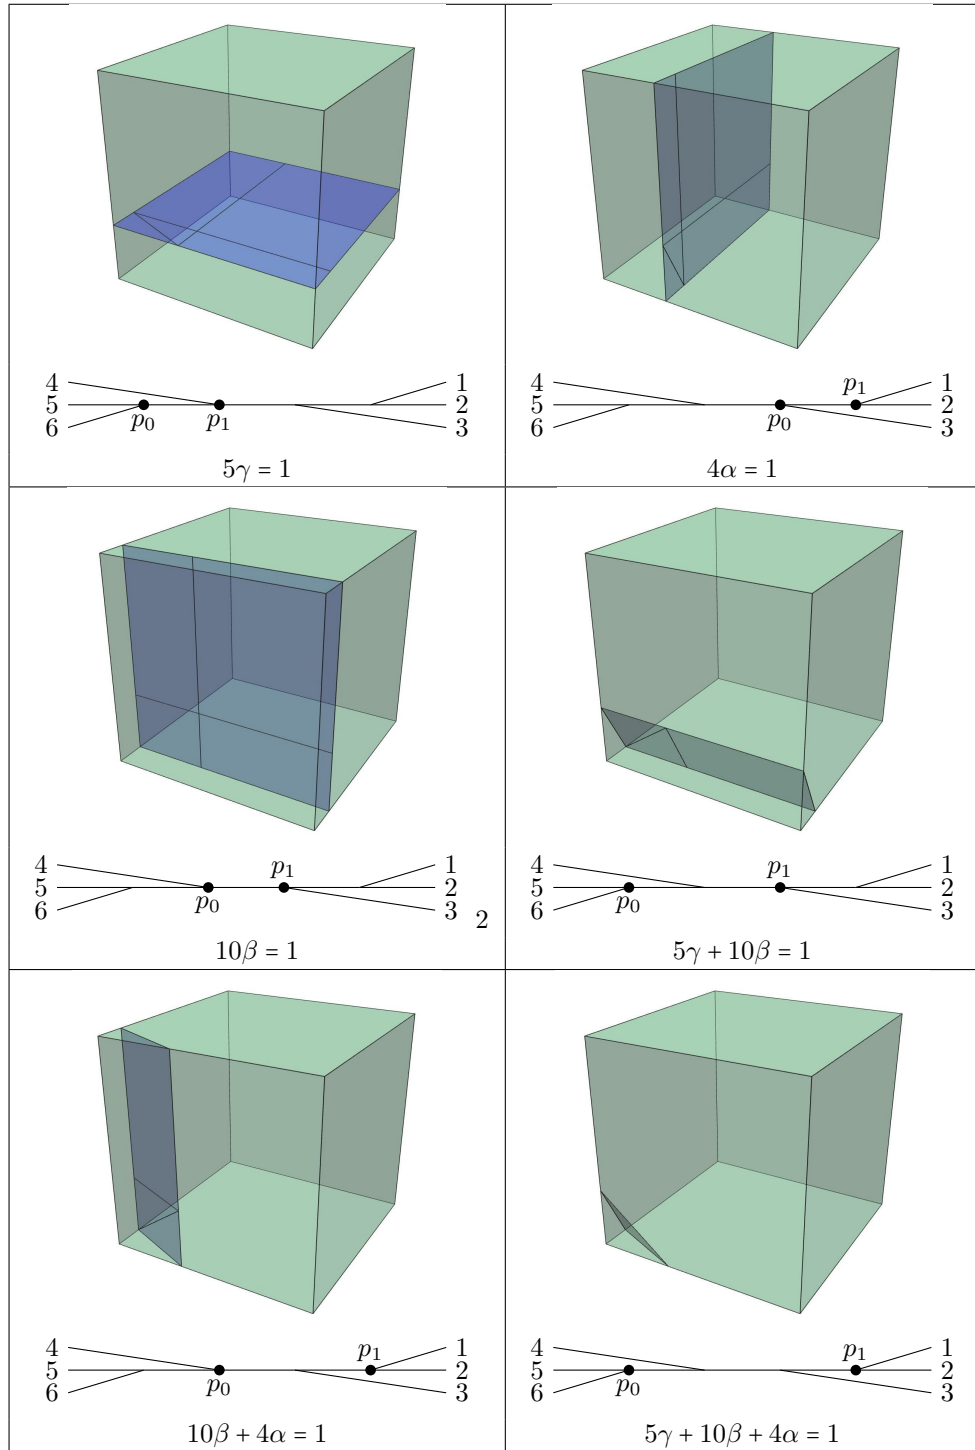 4 1
5 2
6 p₀ p₁ 3
5γ = 1
4 p₁ 1
5 2
6 p₀ 3
4α = 1
4 p₁ 1
5 2
6 p₀ 3 2
10β = 1
4 p₁ 1
5 2
6 p₀ 3
5γ + 10β = 1
4 p₁ 1
5 2
6 p₀ 3
10β + 4α = 1
4 p₁ 1
5 2
6 p₀ 3
5γ + 10β + 4α = 1